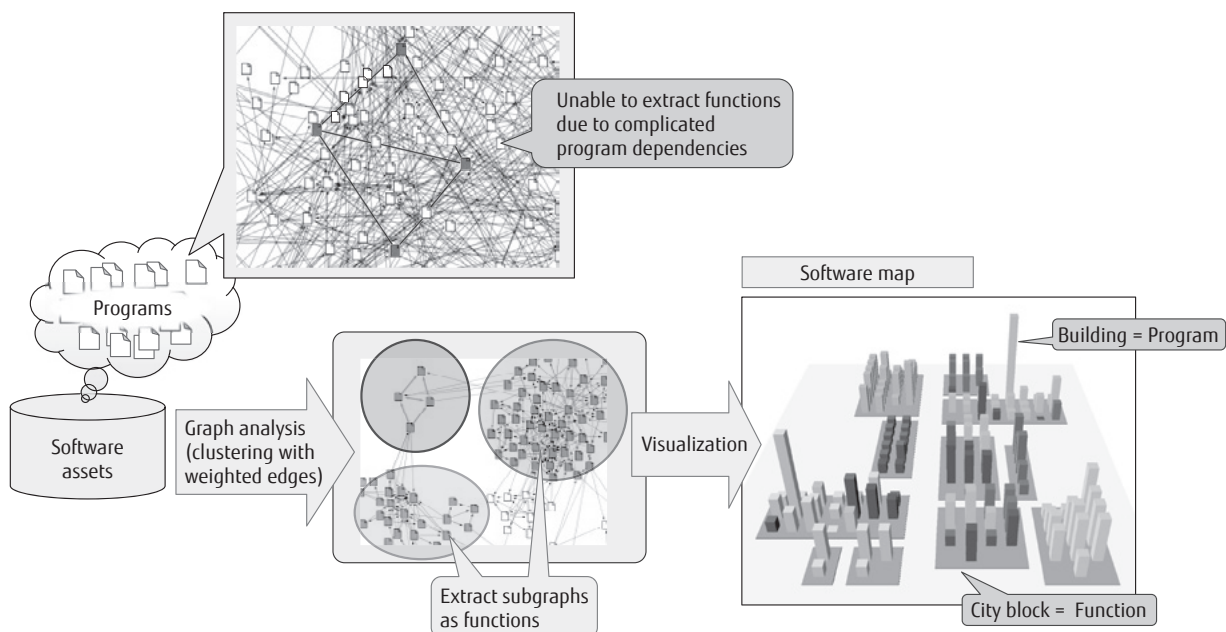 Unable to extract functions
due to complicated
program dependencies
Programs
Software
assets
Graph analysis
(clustering with
weighted edges)
Extract subgraphs
as functions
Visualization
Software map
Building = Program
City block = Function